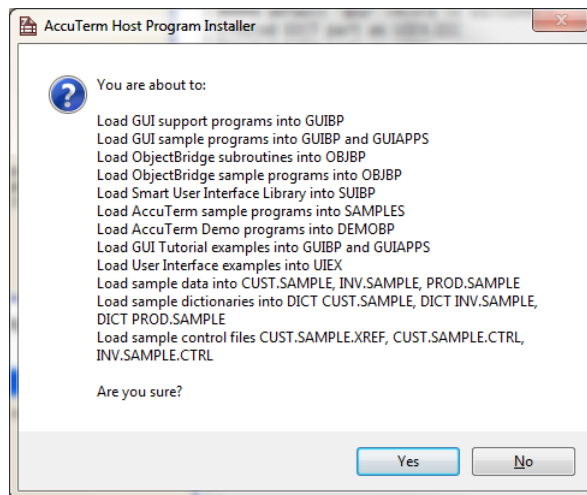 AccuTerm Host Program Installer
You are about to:
Load GUI support programs into GUIBP
Load GUI sample programs into GUIBP and GUIAPPS
Load ObjectBridge subroutines into OBJBP
Load ObjectBridge sample programs into OBJBP
Load Smart User Interface Library into SUIBP
Load AccuTerm sample programs into SAMPLES
Load AccuTerm Demo programs into DEMOBP
Load GUI Tutorial examples into GUIBP and GUIAPPS
Load User Interface examples into UIEX
Load sample data into CUST.SAMPLE, INV.SAMPLE, PROD.SAMPLE
Load sample dictionaries into DICT CUST.SAMPLE, DICT INV.SAMPLE,
DICT PROD.SAMPLE
Load sample control files CUST.SAMPLE.XREF, CUST.SAMPLE.CTRL,
INV.SAMPLE.CTRL
Are you sure?
Yes No